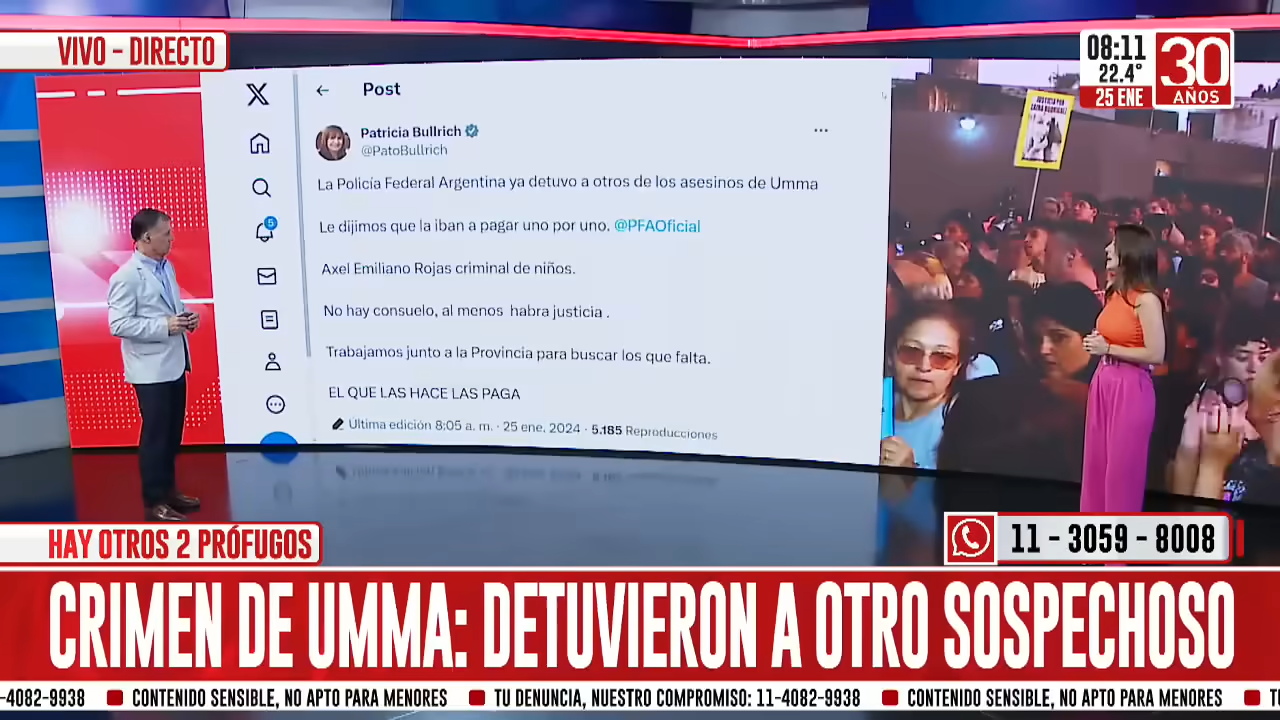 VIVO - DIRECTO
08:11
22.4°
25 ENE
30
AÑOS
Post
Patricia Bullrich
@PatoBullrich
La Policía Federal Argentina ya detuvo a otros de los asesinos de Umma
Le dijimos que la iban a pagar uno por uno. @PFAOficial
Axel Emiliano Rojas criminal de niños.
No hay consuelo, al menos habra justicia .
Trabajamos junto a la Provincia para buscar los que falta.
EL QUE LAS HACE LAS PAGA
Última edición 8:05 a. m. · 25 ene. 2024 · 5.185 Reproducciones
5
JUSTICIA POR
HAY OTROS 2 PRÓFUGOS
11 - 3059 - 8008
CRIMEN DE UMMA: DETUVIERON A OTRO SOSPECHOSO
-4082-9938 CONTENIDO SENSIBLE, NO APTO PARA MENORES TU DENUNCIA, NUESTRO COMPROMISO: 11-4082-9938 CONTENIDO SENSIBLE, NO APTO PARA MENORES